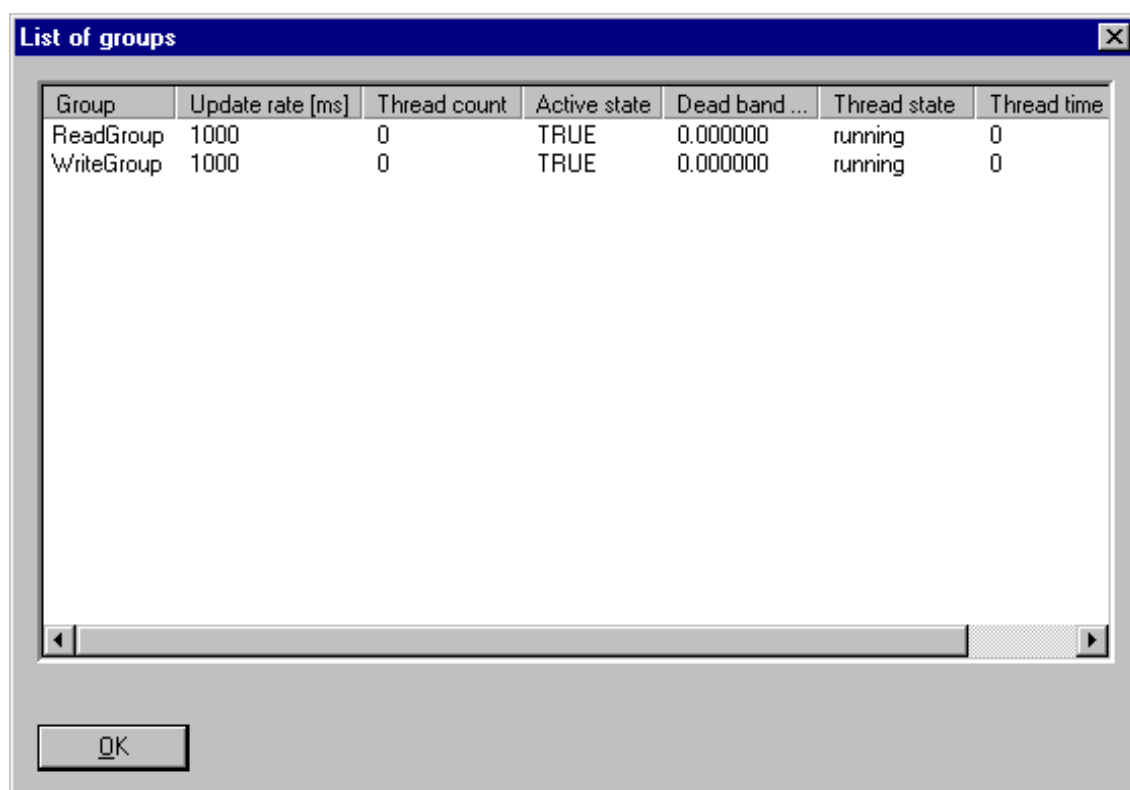 List of groups
Group Update rate [ms] Thread count Active state Dead band ... Thread state Thread time
ReadGroup 1000 0 TRUE 0.000000 running 0
WriteGroup 1000 0 TRUE 0.000000 running 0
OK